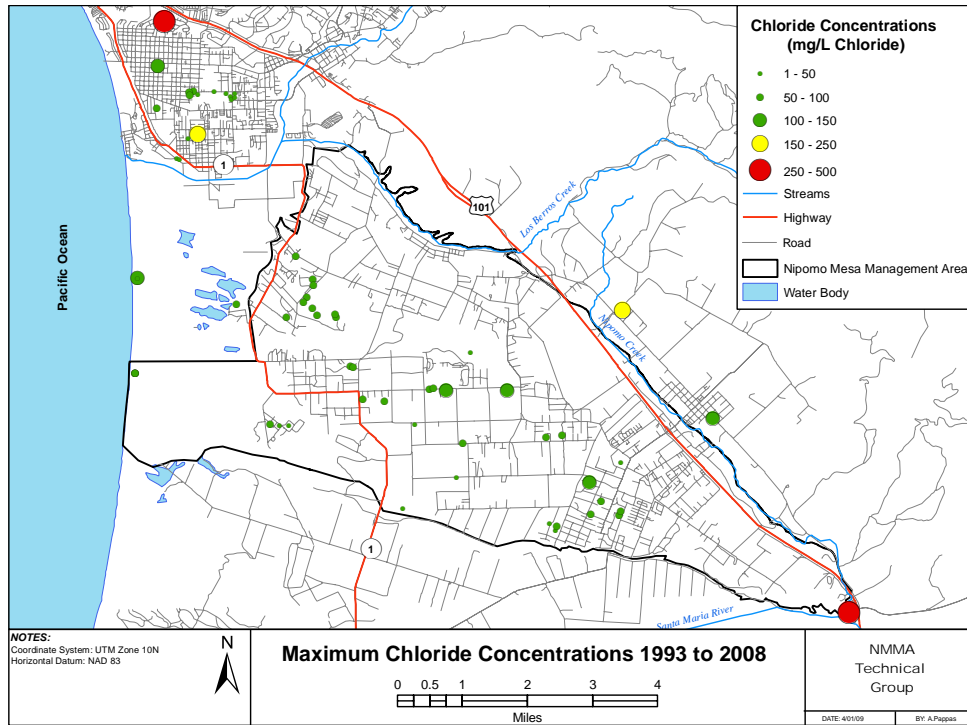 Chloride Concentrations
(mg/L Chloride)
1 - 50
50 - 100
100 - 150
150 - 250
250 - 500
Streams
Highway
Road
Nipomo Mesa Management Area
Water Body
1
101
Los Berros Creek
Pacific Ocean
Nipomo Creek
1
Santa Maria River
NOTES:
Coordinate System: UTM Zone 10N
Horizontal Datum: NAD 83
N
Maximum Chloride Concentrations 1993 to 2008
0 0.5 1 2 3 4
Miles
NMMA
Technical
Group
DATE: 4/01/09 BY: A.Pappas